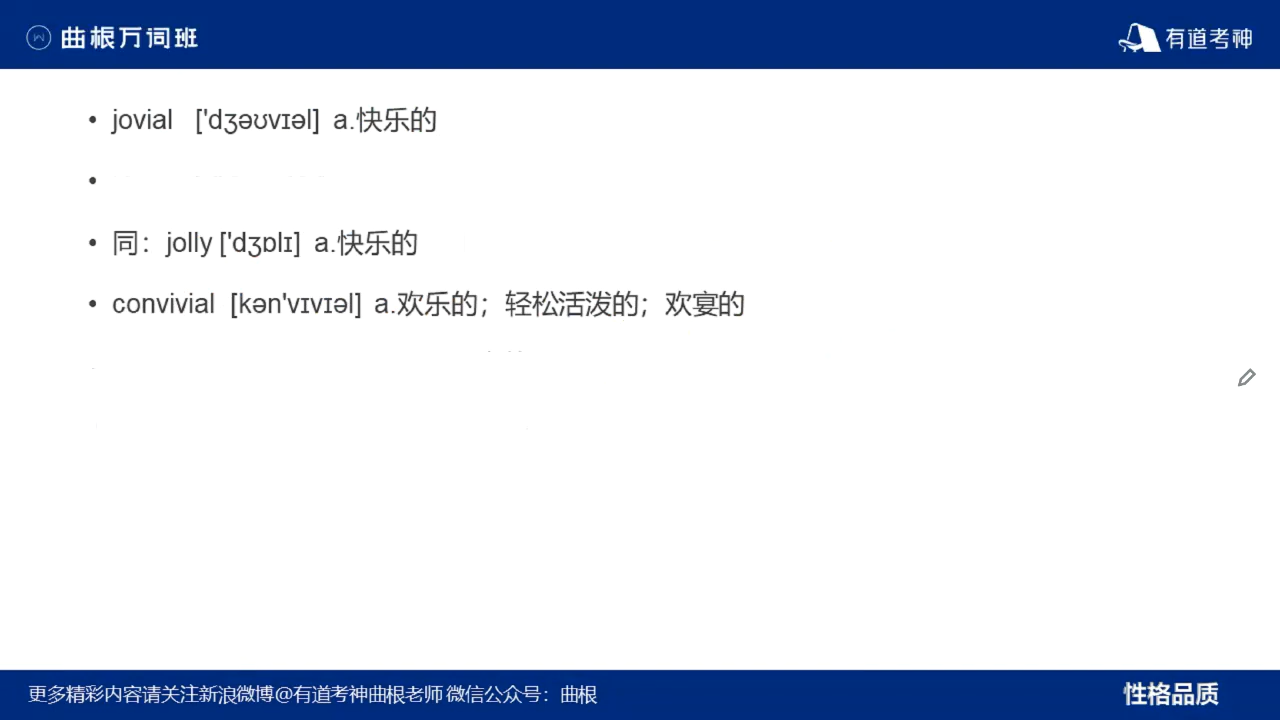 曲根万词班
有道考神
• jovial ['dʒəʊvɪəl] a.快乐的
•
• 同：jolly ['dʒɒlɪ] a.快乐的
• convivial [kən'vɪvɪəl] a.欢乐的；轻松活泼的；欢宴的
更多精彩内容请关注新浪微博@有道考神曲根老师 微信公众号：曲根
性格品质